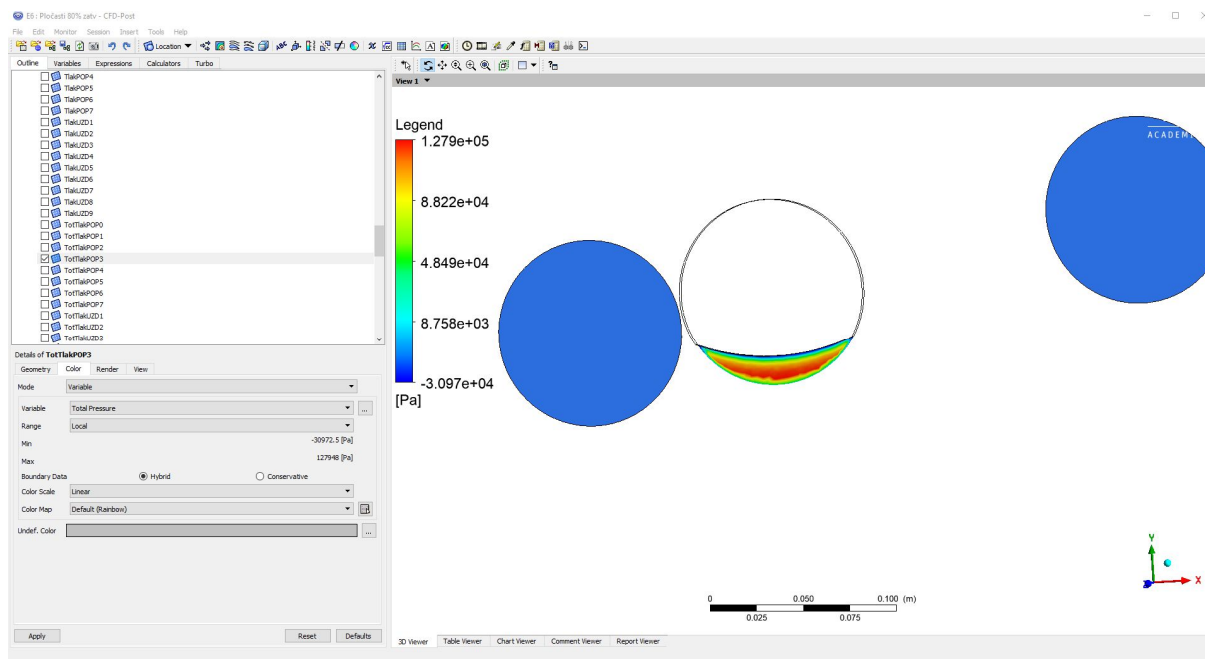 E6: Pločasti 80% zatv - CFD-Post
File Edit Monitor Session Insert Tools Help
Location
Outline Variables Expressions Calculators Turbo
TlakPOP4
TlakPOP5
TlakPOP6
TlakPOP7
TlakUZD1
TlakUZD2
TlakUZD3
TlakUZD4
TlakUZD5
TlakUZD6
TlakUZD7
TlakUZD8
TlakUZD9
TotTlakPOP0
TotTlakPOP1
TotTlakPOP2
TotTlakPOP3
TotTlakPOP4
TotTlakPOP5
TotTlakPOP6
TotTlakPOP7
TotTlakUZD1
TotTlakUZD2
TotTlakUZD3
Details of TotTlakPOP3
Geometry Color Render View
Mode Variable
Variable Total Pressure ...
Range Local
Min -30972.5 [Pa]
Max 127948 [Pa]
Boundary Data Hybrid Conservative
Color Scale Linear
Color Map Default (Rainbow)
Undef. Color ...
Apply Reset Defaults
View 1
Legend
1.279e+05
8.822e+04
4.849e+04
8.758e+03
-3.097e+04
[Pa]
ACADEMI
Y
X
0 0.050 0.100 (m)
0.025 0.075
3D Viewer Table Viewer Chart Viewer Comment Viewer Report Viewer